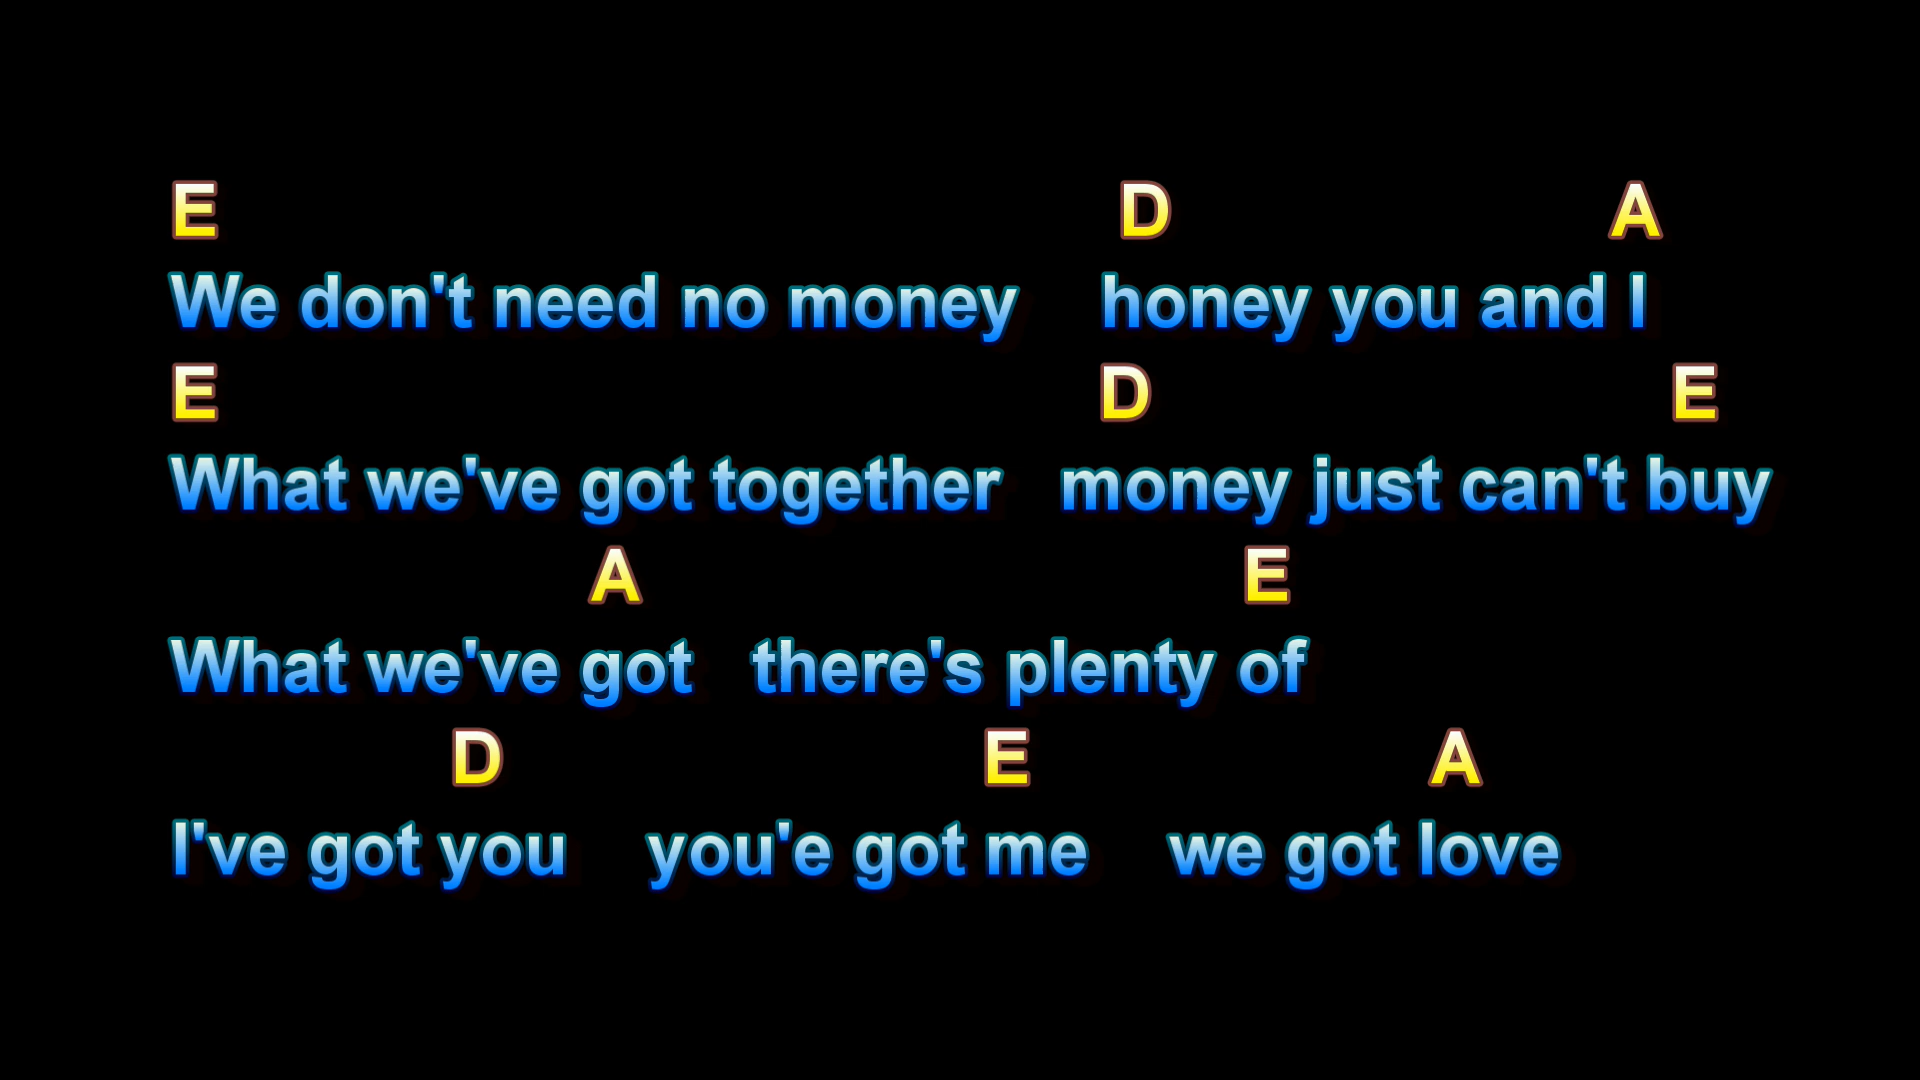 E D A
We don't need no money honey you and I
E D E
What we've got together money just can't buy
A E
What we've got there's plenty of
D E A
I've got you you'e got me we got love